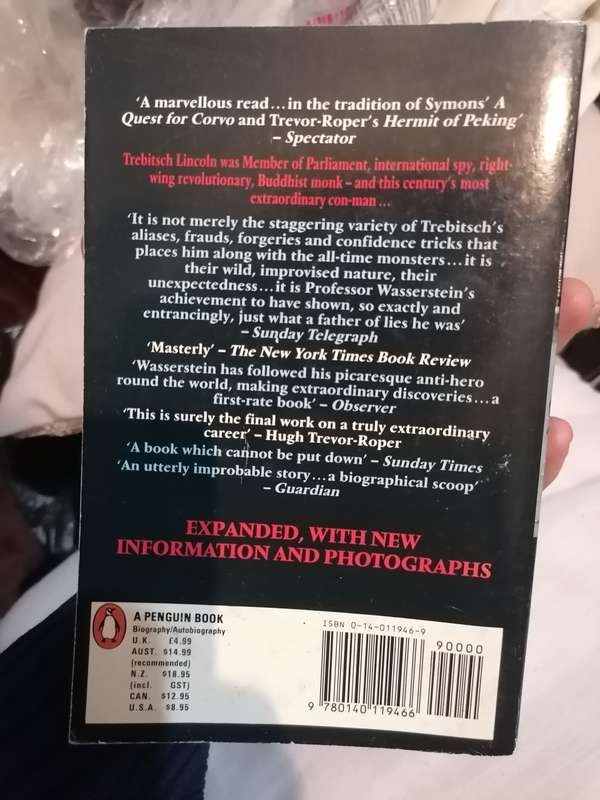 'A marvellous read...in the tradition of Symons' A
Quest for Corvo and Trevor-Roper's Hermit of Peking'
– Spectator
Trebitsch Lincoln was Member of Parliament, international spy, right-
wing revolutionary, Buddhist monk – and this century's most
extraordinary con-man ...
'It is not merely the staggering variety of Trebitsch's
aliases, frauds, forgeries and confidence tricks that
places him along with the all-time monsters...it is
their wild, improvised nature, their
unexpectedness...it is Professor Wasserstein's
achievement to have shown, so exactly and
entrancingly, just what a father of lies he was'
– Sunday Telegraph
'Masterly' – The New York Times Book Review
'Wasserstein has followed his picaresque anti-hero
round the world, making extraordinary discoveries...a
first-rate book' – Observer
'This is surely the final work on a truly extraordinary
career' – Hugh Trevor-Roper
'A book which cannot be put down' – Sunday Times
'An utterly improbable story...a biographical scoop'
– Guardian
EXPANDED, WITH NEW
INFORMATION AND PHOTOGRAPHS
A PENGUIN BOOK
Biography/Autobiography
U.K. £4.99
AUST. $14.99
(recommended)
N.Z. $18.95
(incl. GST)
CAN. $12.95
U.S.A. $8.95
ISBN 0-14-011946-9
90000
9 780140 119466